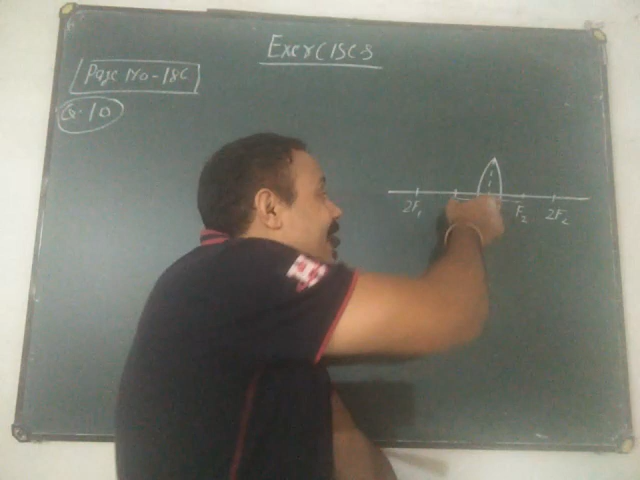 Exercises
Page No-186
Q.10
2F₁ F₂ 2F₂